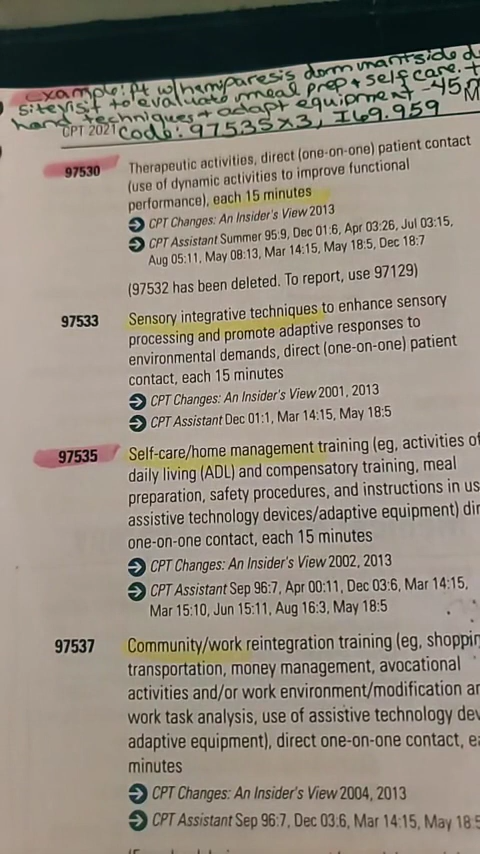 Example: Pt w/hemiparesis dominant side
sitevisit to evaluate meal prep + self care.
hand techniques + adapt equipment - 45
CPT 2021 Code: 97535x3, I69.959
97530 Therapeutic activities, direct (one-on-one) patient contact
(use of dynamic activities to improve functional
performance), each 15 minutes
CPT Changes: An Insider's View 2013
CPT Assistant Summer 95:9, Dec 01:6, Apr 03:26, Jul 03:15,
Aug 05:11, May 08:13, Mar 14:15, May 18:5, Dec 18:7
(97532 has been deleted. To report, use 97129)
97533 Sensory integrative techniques to enhance sensory
processing and promote adaptive responses to
environmental demands, direct (one-on-one) patient
contact, each 15 minutes
CPT Changes: An Insider's View 2001, 2013
CPT Assistant Dec 01:1, Mar 14:15, May 18:5
97535 Self-care/home management training (eg, activities of
daily living (ADL) and compensatory training, meal
preparation, safety procedures, and instructions in us
assistive technology devices/adaptive equipment) dir
one-on-one contact, each 15 minutes
CPT Changes: An Insider's View 2002, 2013
CPT Assistant Sep 96:7, Apr 00:11, Dec 03:6, Mar 14:15,
Mar 15:10, Jun 15:11, Aug 16:3, May 18:5
97537 Community/work reintegration training (eg, shoppin
transportation, money management, avocational
activities and/or work environment/modification an
work task analysis, use of assistive technology dev
adaptive equipment), direct one-on-one contact, ea
minutes
CPT Changes: An Insider's View 2004, 2013
CPT Assistant Sep 96:7, Dec 03:6, Mar 14:15, May 18:5